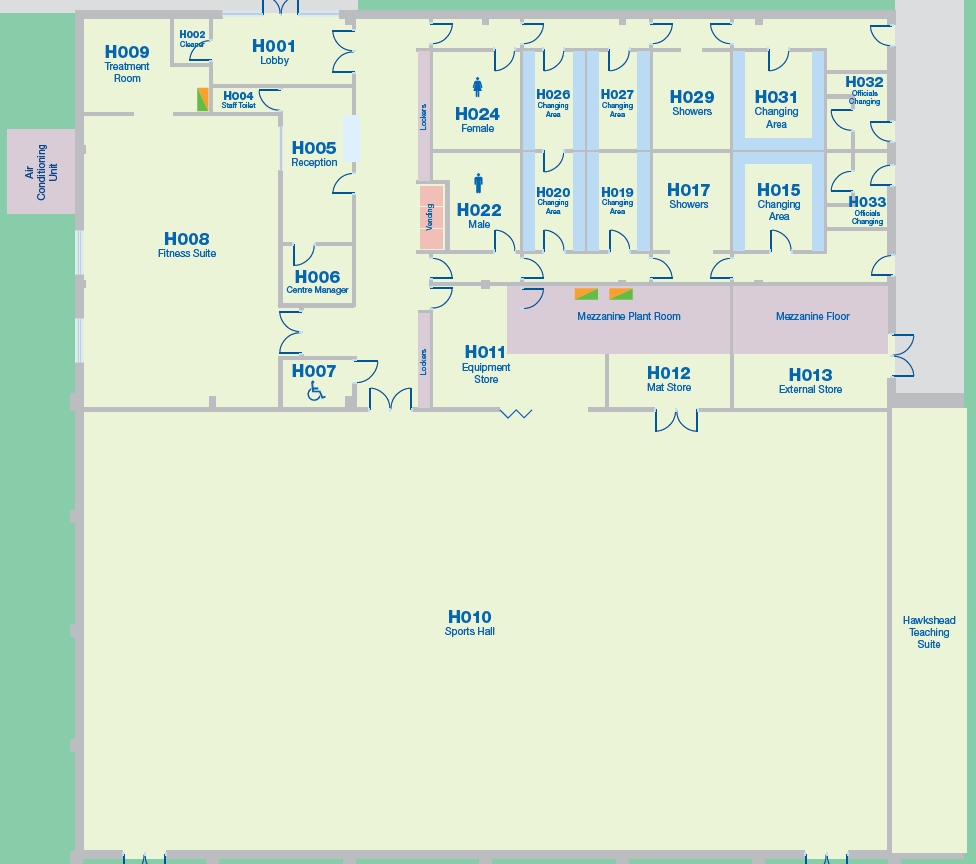 H009
Treatment
Room
H002
Cleaner
H001
Lobby
H004
Staff Toilet
H005
Reception
Air
Conditioning
Unit
H008
Fitness Suite
H006
Centre Manager
H007
Lockers
H024
Female
H026
Changing
Area
H027
Changing
Area
H029
Showers
H031
Changing
Area
H032
Officials
Changing
Vending
H022
Male
H020
Changing
Area
H019
Changing
Area
H017
Showers
H015
Changing
Area
H033
Officials
Changing
Lockers
H011
Equipment
Store
Mezzanine Plant Room
Mezzanine Floor
H012
Mat Store
H013
External Store
H010
Sports Hall
Hawkshead
Teaching
Suite